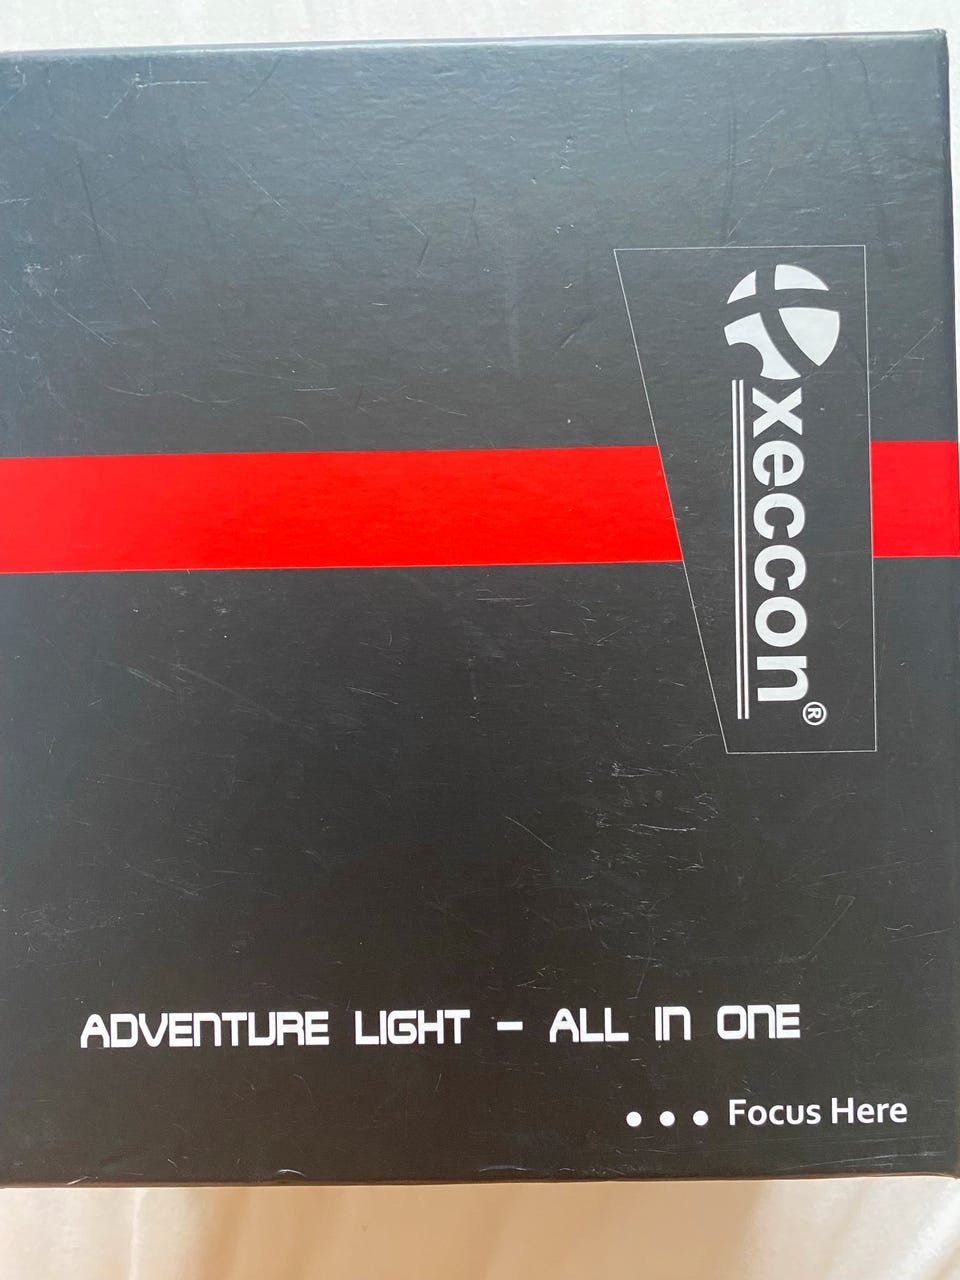 xeccon®
ADVENTURE LIGHT - ALL IN ONE
••• Focus Here